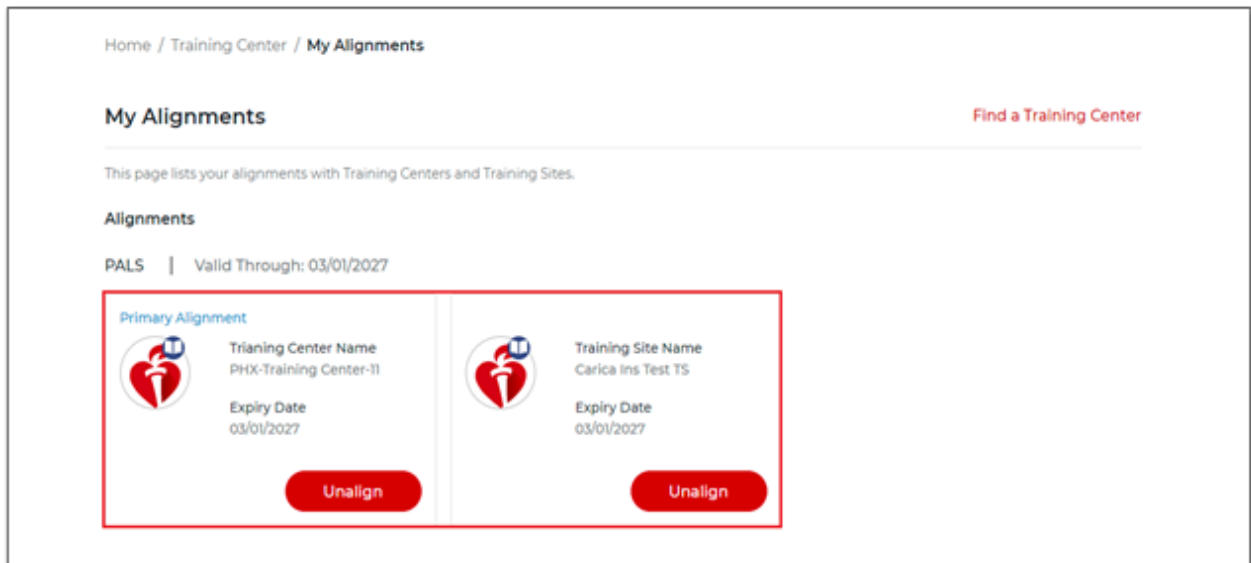 Home / Training Center / My Alignments
My Alignments
Find a Training Center
This page lists your alignments with Training Centers and Training Sites.
Alignments
PALS | Valid Through: 03/01/2027
Primary Alignment
Trianing Center Name
PHX-Training Center-11
Expiry Date
03/01/2027
Unalign
Training Site Name
Carica Ins Test TS
Expiry Date
03/01/2027
Unalign